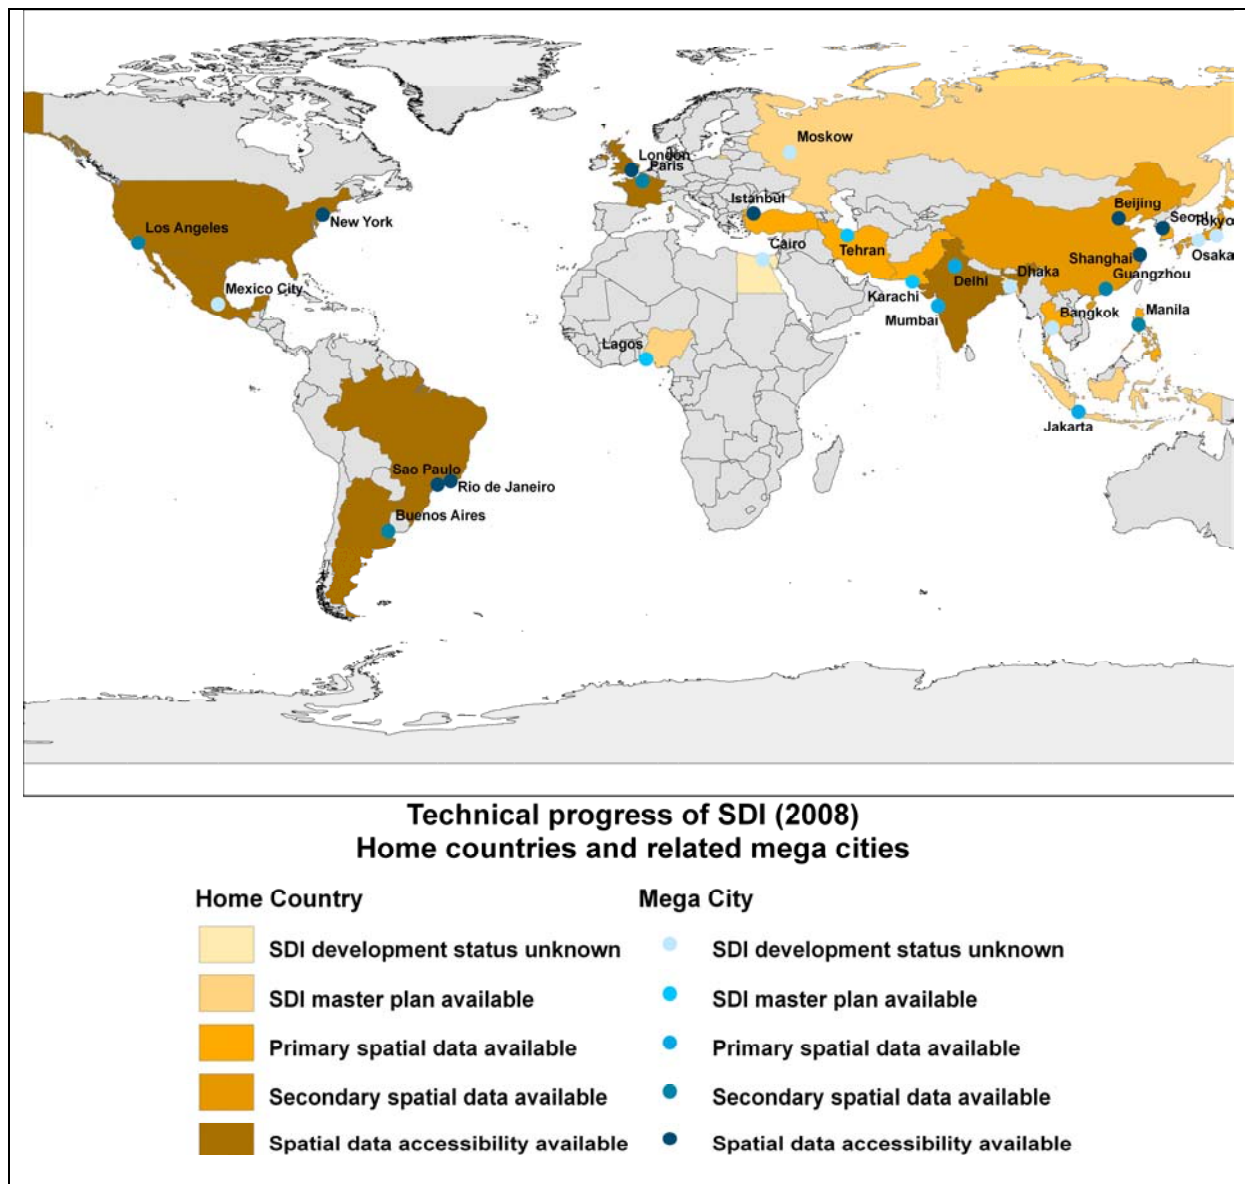 Moskow
London
Paris
Istanbul
Beijing
Seoul
Tokyo
New York
Los Angeles
Cairo
Tehran
Shanghai
Osaka
Delhi
Dhaka
Guangzhou
Mexico City
Karachi
Mumbai
Bangkok
Manila
Lagos
Jakarta
Sao Paulo
Rio de Janeiro
Buenos Aires
Technical progress of SDI (2008)
Home countries and related mega cities
Home Country
SDI development status unknown
SDI master plan available
Primary spatial data available
Secondary spatial data available
Spatial data accessibility available
Mega City
SDI development status unknown
SDI master plan available
Primary spatial data available
Secondary spatial data available
Spatial data accessibility available